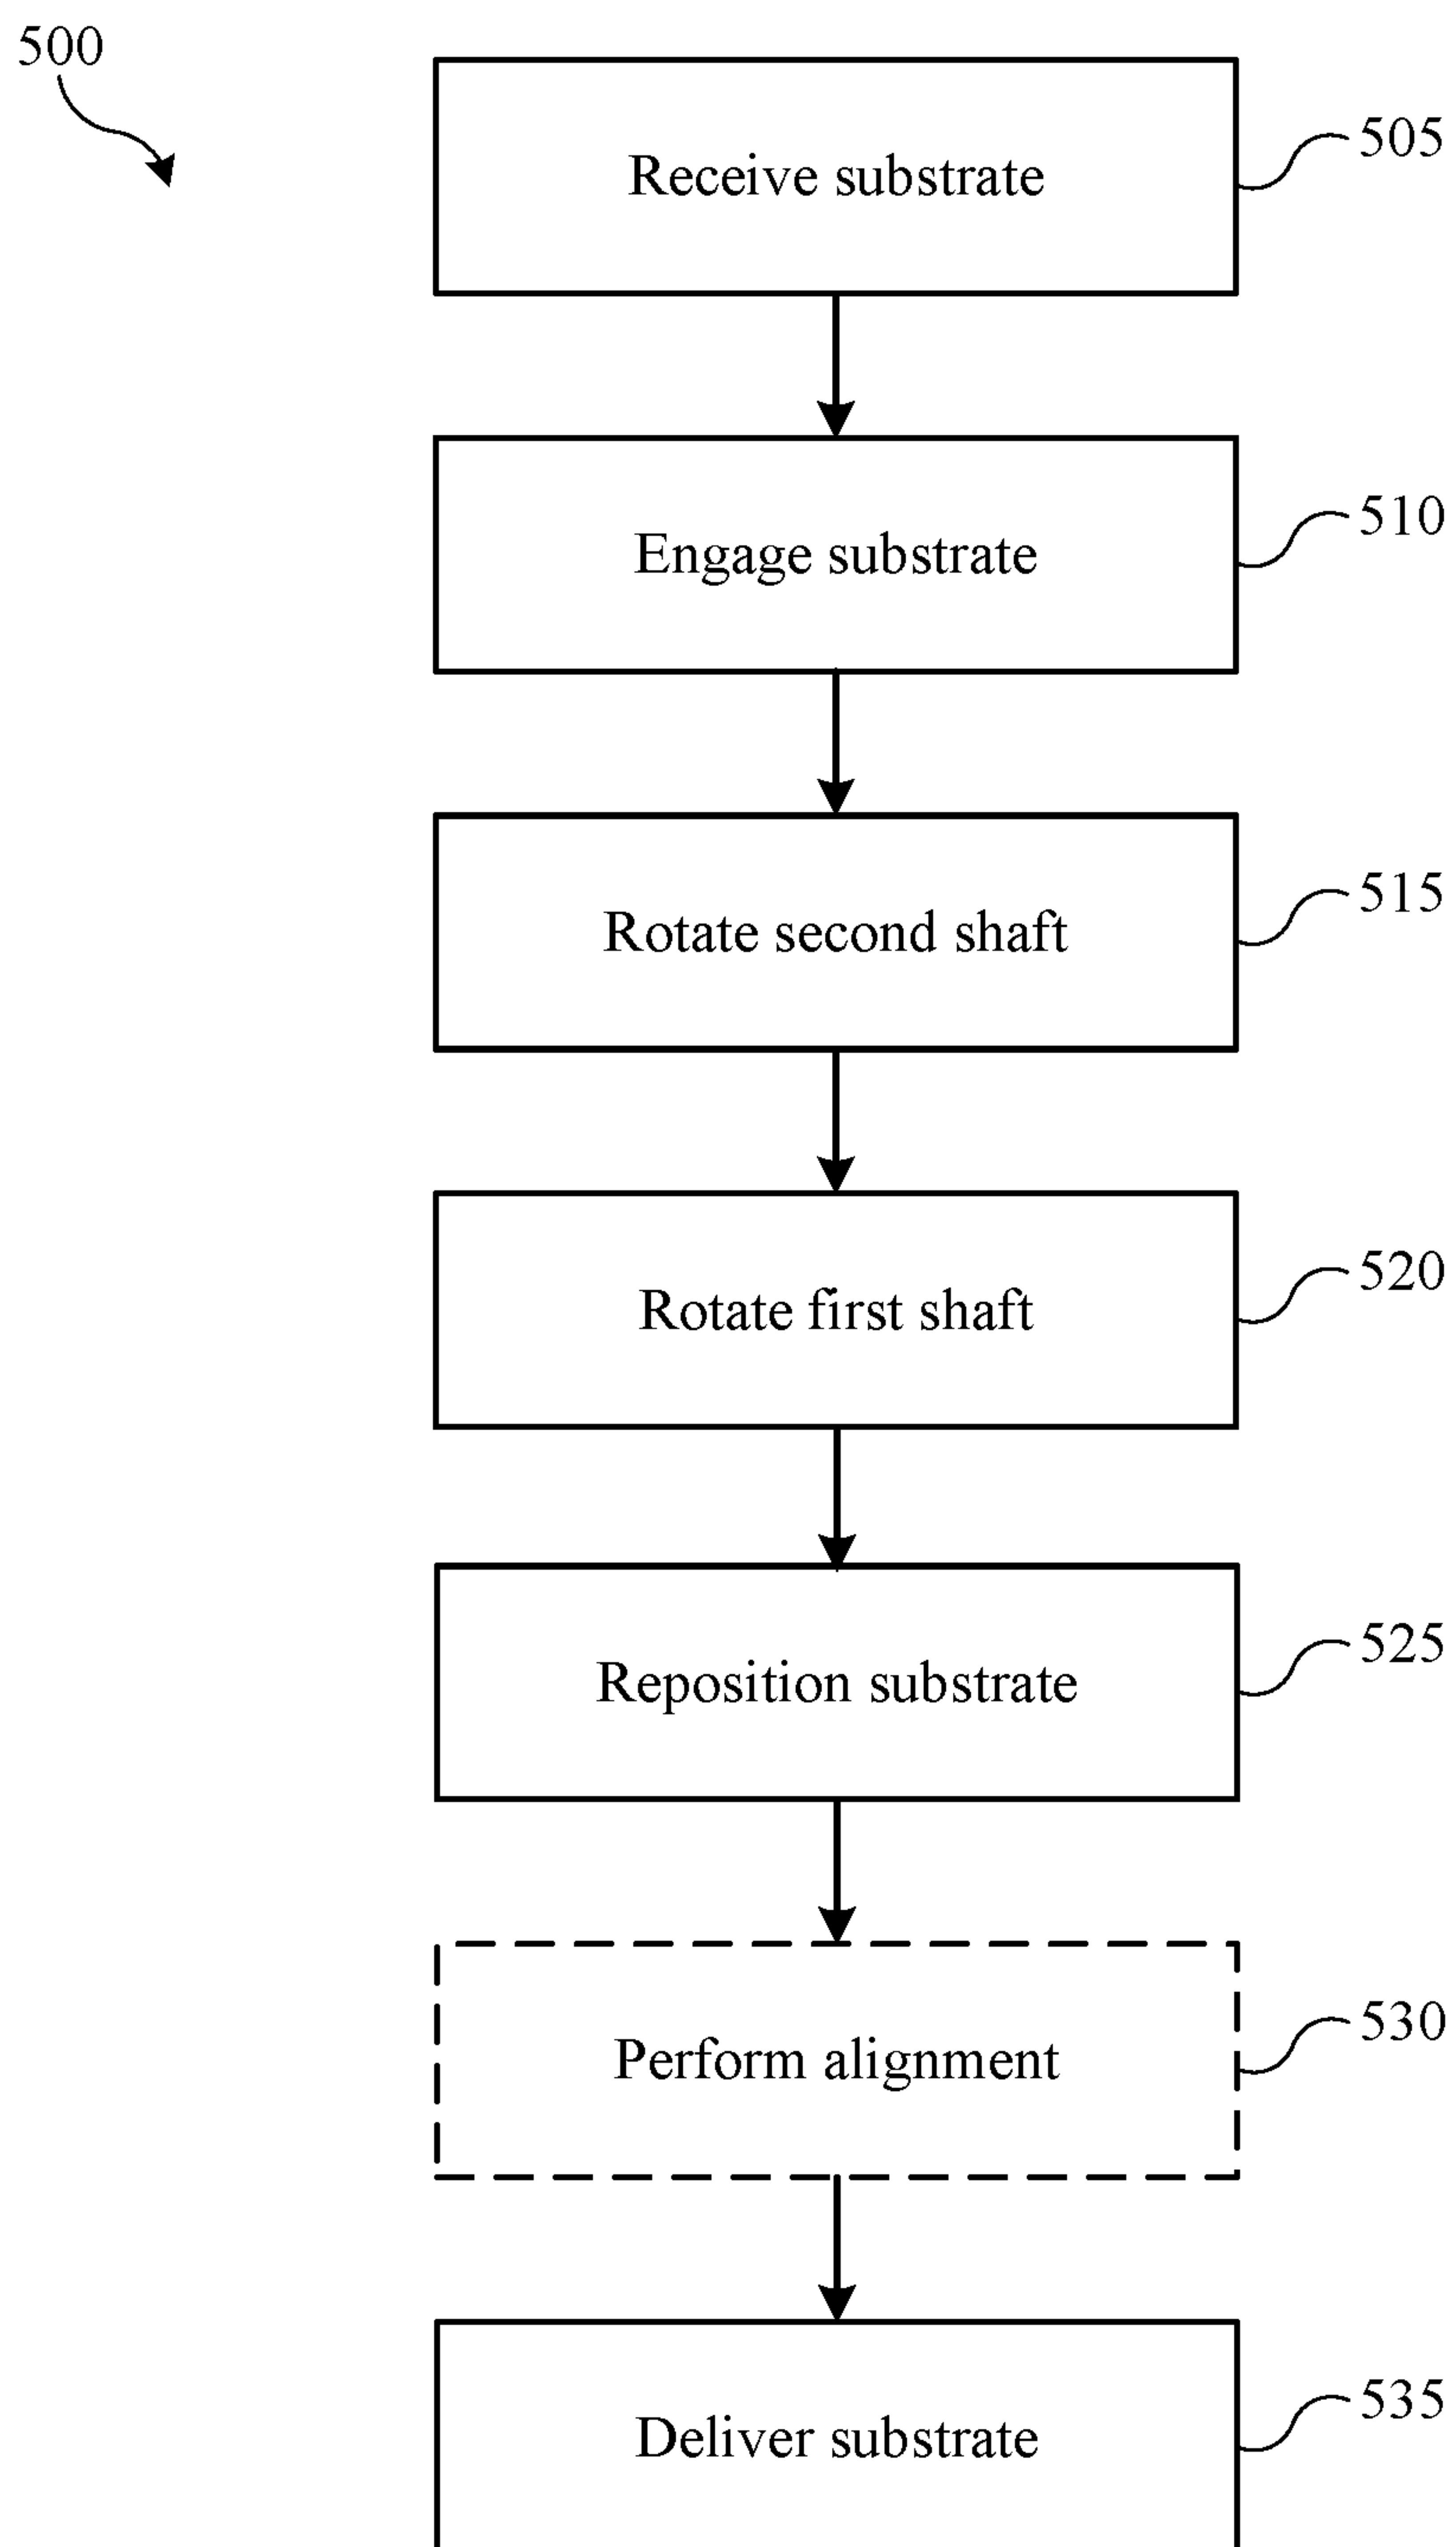 500
Receive substrate
505
Engage substrate
510
Rotate second shaft
515
Rotate first shaft
520
Reposition substrate
525
Perform alignment
530
Deliver substrate
535